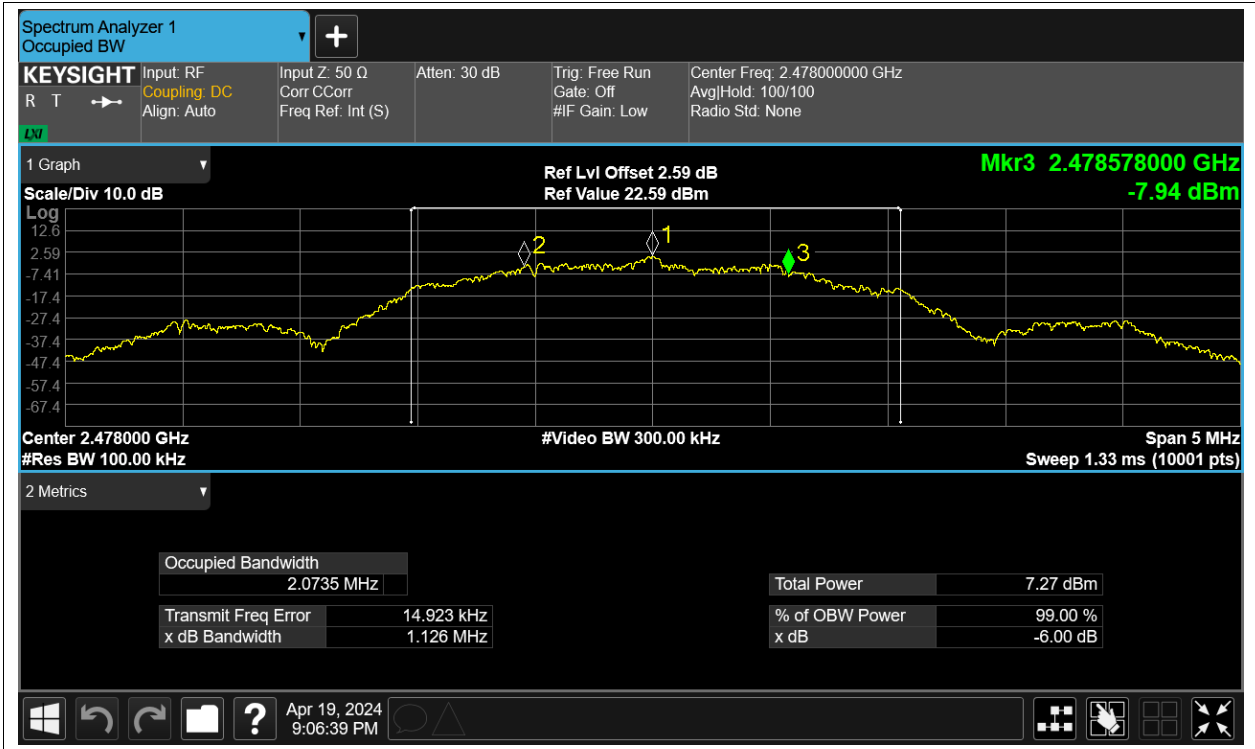 Spectrum Analyzer 1
Occupied BW
KEYSIGHT
R T
LXI
Input: RF
Coupling: DC
Align: Auto
Input Z: 50 Ω
Corr CCorr
Freq Ref: Int (S)
Atten: 30 dB
Trig: Free Run
Gate: Off
#IF Gain: Low
Center Freq: 2.478000000 GHz
Avg|Hold: 100/100
Radio Std: None
1 Graph
Scale/Div 10.0 dB
Ref Lvl Offset 2.59 dB
Ref Value 22.59 dBm
Mkr3 2.478578000 GHz
-7.94 dBm
Log
12.6
2.59
-7.41
-17.4
-27.4
-37.4
-47.4
-57.4
-67.4
2
1
3
Center 2.478000 GHz
#Res BW 100.00 kHz
#Video BW 300.00 kHz
Span 5 MHz
Sweep 1.33 ms (10001 pts)
2 Metrics
Occupied Bandwidth
2.0735 MHz
Transmit Freq Error 14.923 kHz
x dB Bandwidth 1.126 MHz
Total Power 7.27 dBm
% of OBW Power 99.00 %
x dB -6.00 dB
?
Apr 19, 2024
9:06:39 PM